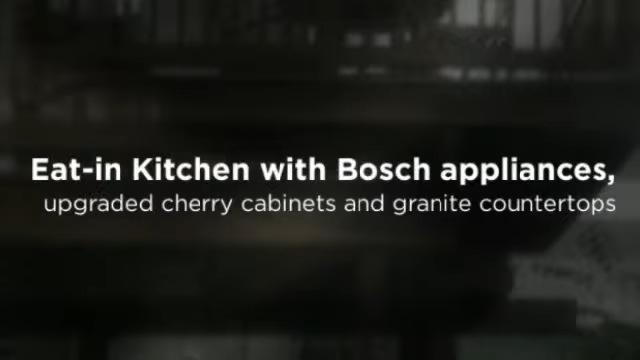 Eat-in Kitchen with Bosch appliances,
upgraded cherry cabinets and granite countertops